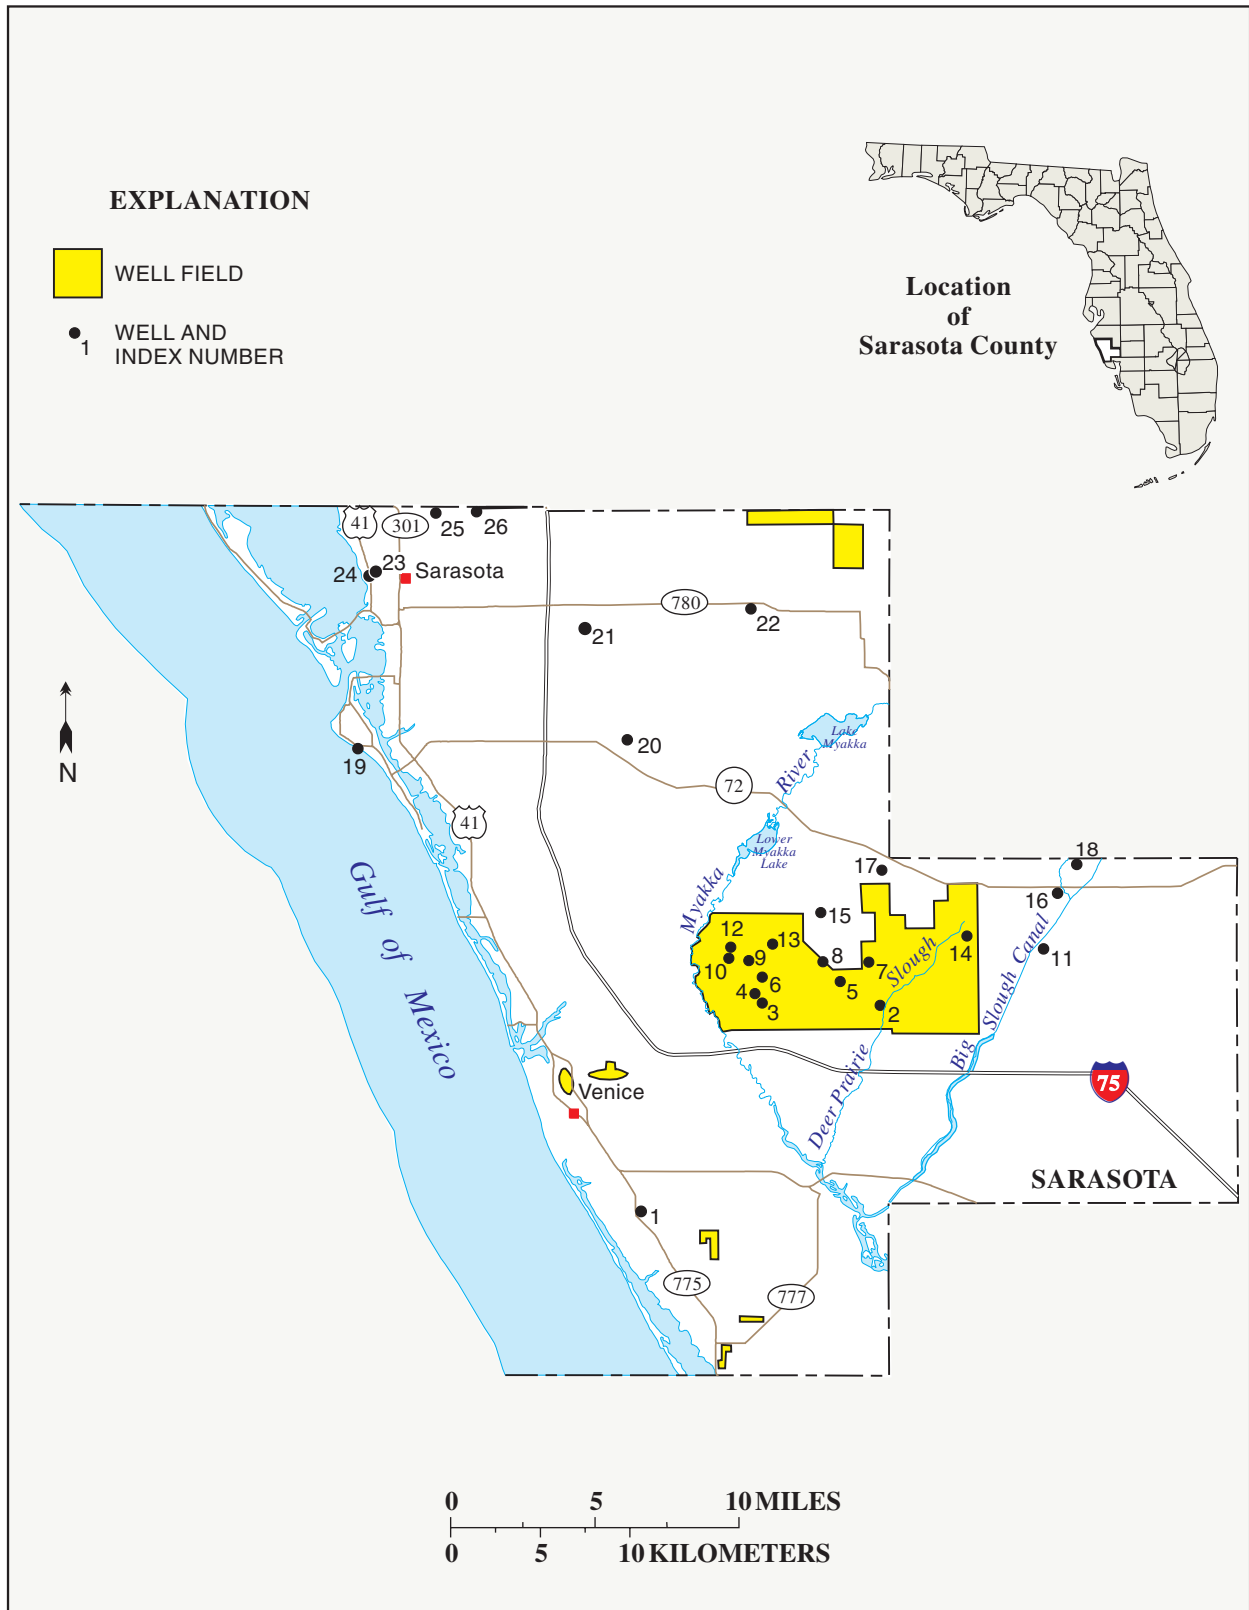 EXPLANATION
WELL FIELD
1
WELL AND
INDEX NUMBER
Location
of
Sarasota County
41
301
25
26
24
23
Sarasota
780
22
21
Lake
Myakka
River
20
19
72
41
Lower
Myakka
Lake
Myakka
17
18
16
15
12
13
10
9
8
7
14
11
6
4
3
5
2
Slough
Big Slough Canal
Deer Prairie
Gulf of Mexico
Venice
75
SARASOTA
1
775
777
N
0 5 10 MILES
0 5 10 KILOMETERS